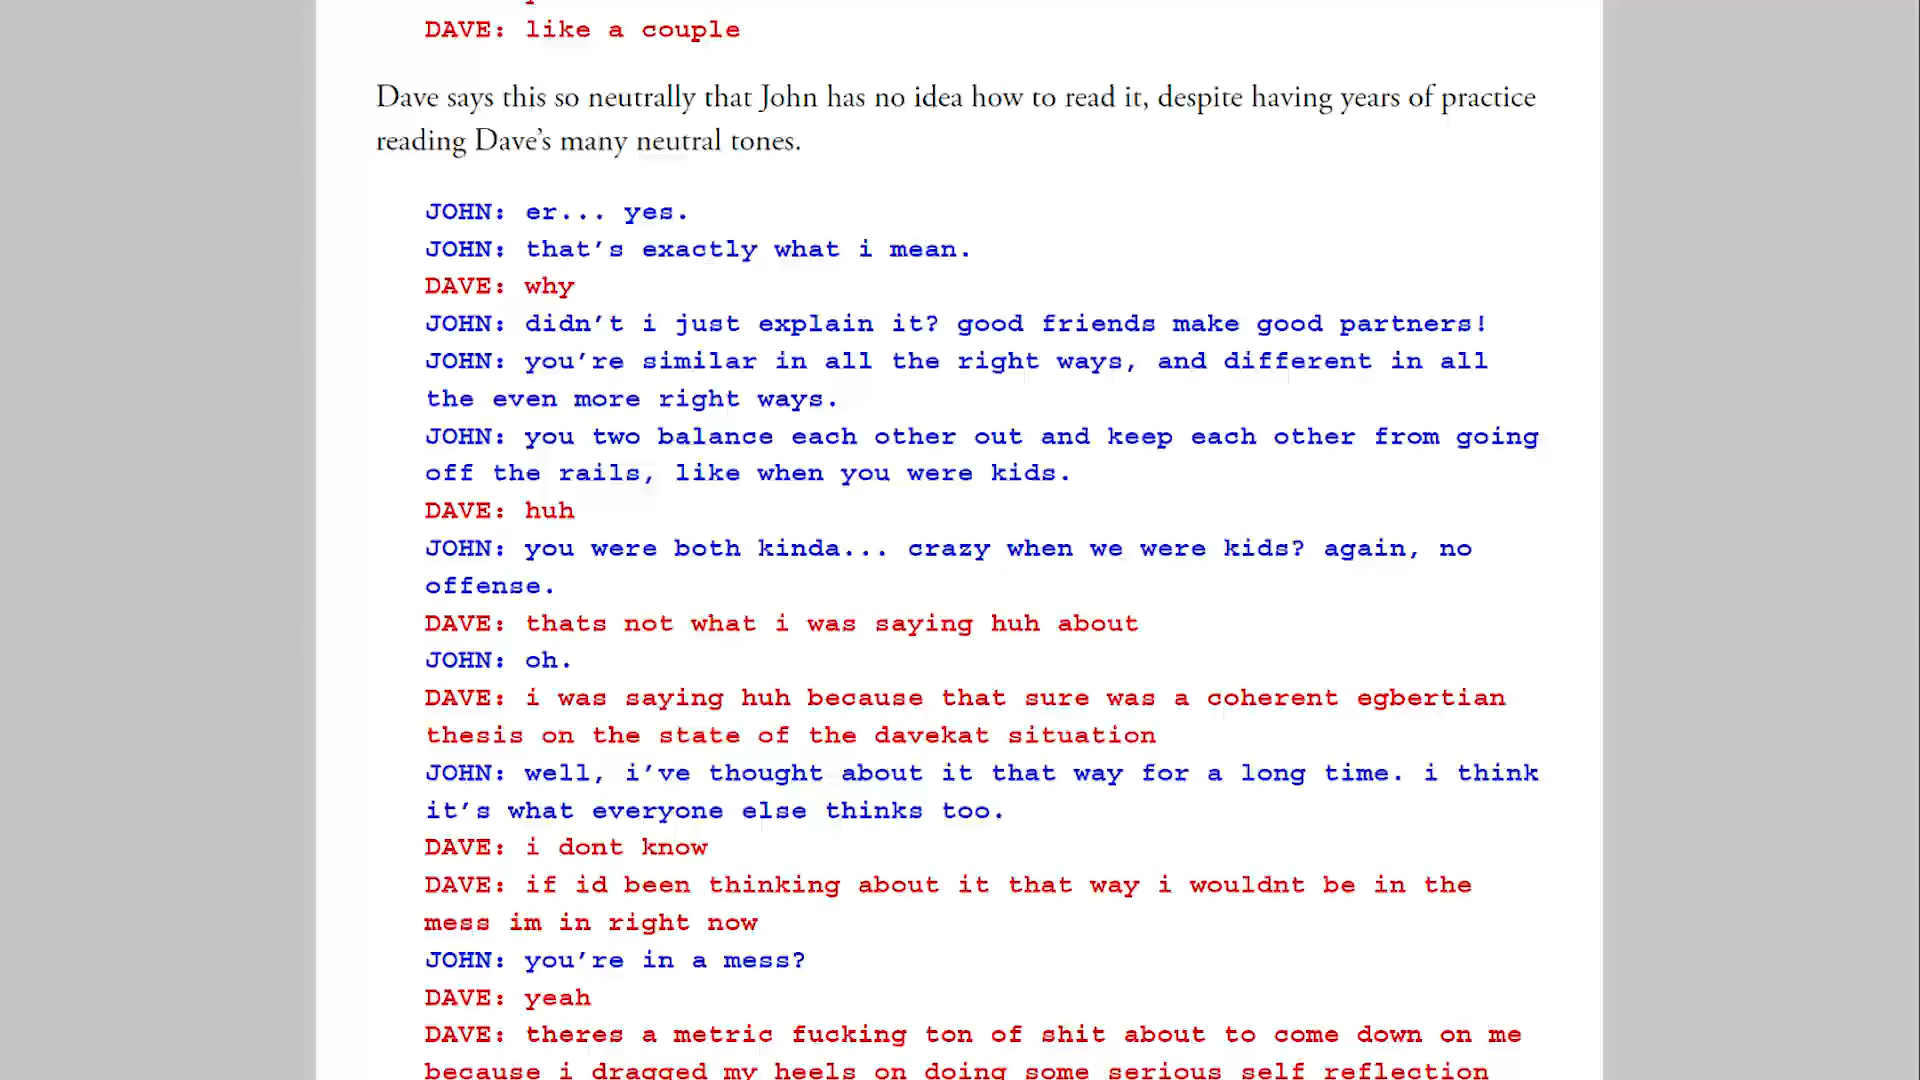 DAVE: like a couple
Dave says this so neutrally that John has no idea how to read it, despite having years of practice
reading Dave’s many neutral tones.
JOHN: er... yes.
JOHN: that’s exactly what i mean.
DAVE: why
JOHN: didn’t i just explain it? good friends make good partners!
JOHN: you’re similar in all the right ways, and different in all
the even more right ways.
JOHN: you two balance each other out and keep each other from going
off the rails, like when you were kids.
DAVE: huh
JOHN: you were both kinda... crazy when we were kids? again, no
offense.
DAVE: thats not what i was saying huh about
JOHN: oh.
DAVE: i was saying huh because that sure was a coherent egbertian
thesis on the state of the davekat situation
JOHN: well, i’ve thought about it that way for a long time. i think
it’s what everyone else thinks too.
DAVE: i dont know
DAVE: if id been thinking about it that way i wouldnt be in the
mess im in right now
JOHN: you’re in a mess?
DAVE: yeah
DAVE: theres a metric fucking ton of shit about to come down on me
because i dragged my heels on doing some serious self reflection